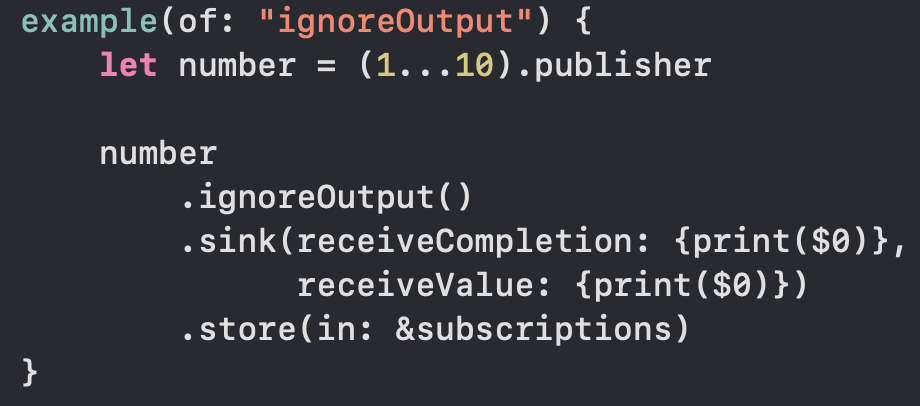 example(of: "ignoreOutput") {
    let number = (1...10).publisher

    number
        .ignoreOutput()
        .sink(receiveCompletion: {print($0)},
              receiveValue: {print($0)})
        .store(in: &subscriptions)
}